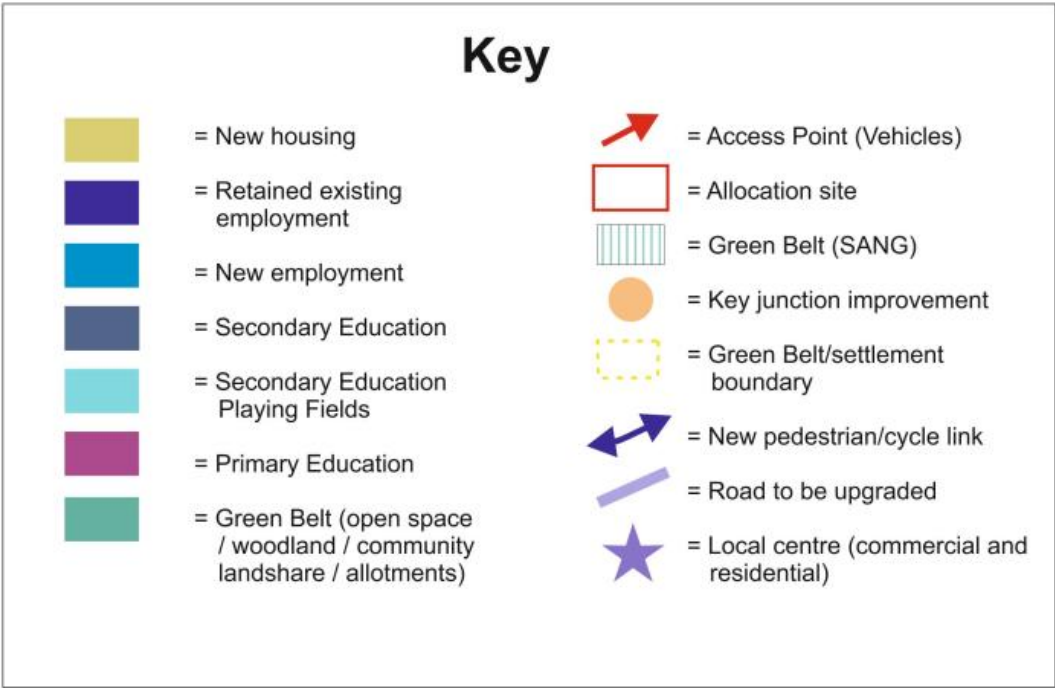 Key
= New housing
= Retained existing
employment
= New employment
= Secondary Education
= Secondary Education
Playing Fields
= Primary Education
= Green Belt (open space
/ woodland / community
landshare / allotments)
= Access Point (Vehicles)
= Allocation site
= Green Belt (SANG)
= Key junction improvement
= Green Belt/settlement
boundary
= New pedestrian/cycle link
= Road to be upgraded
= Local centre (commercial and
residential)